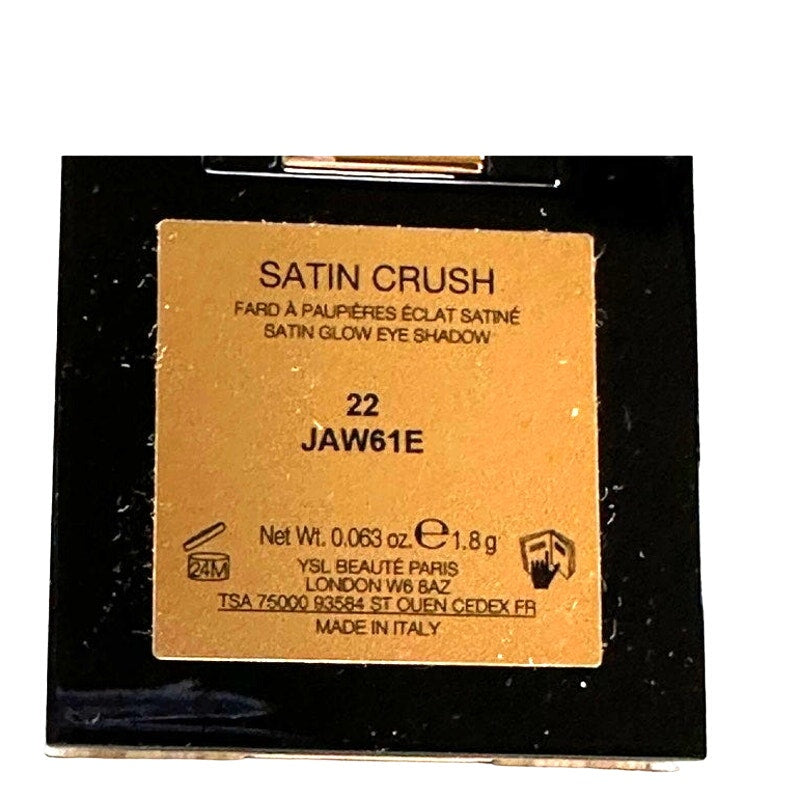 SATIN CRUSH
FARD À PAUPIÈRES ÉCLAT SATINÉ
SATIN GLOW EYE SHADOW
22
JAW61E
Net Wt. 0.063 oz. ℮ 1.8 g
24M
YSL BEAUTÉ PARIS
LONDON W6 8AZ
TSA 75000 93584 ST OUEN CEDEX FR
MADE IN ITALY